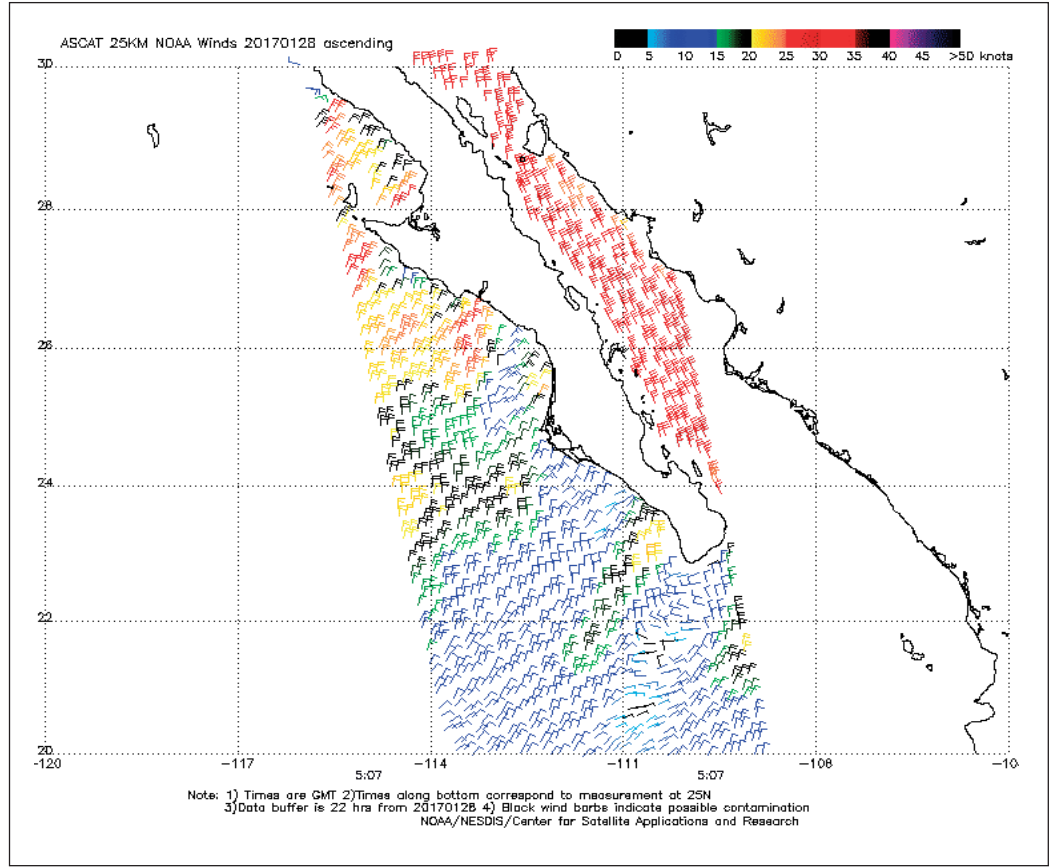 ASCAT 25KM NOAA Winds 20170128 ascending
0 5 10 15 20 25 30 35 40 45 >50 knots
30
28
26
24
22
20
-120 -117 -114 -111 -108 -10
5:07 5:07
Note: 1) Times are GMT 2)Times along bottom correspond to measurement at 25N
3)Data buffer is 22 hrs from 20170128 4) Black wind barbs indicate possible contamination
NOAA/NESDIS/Center for Satellite Applications and Research